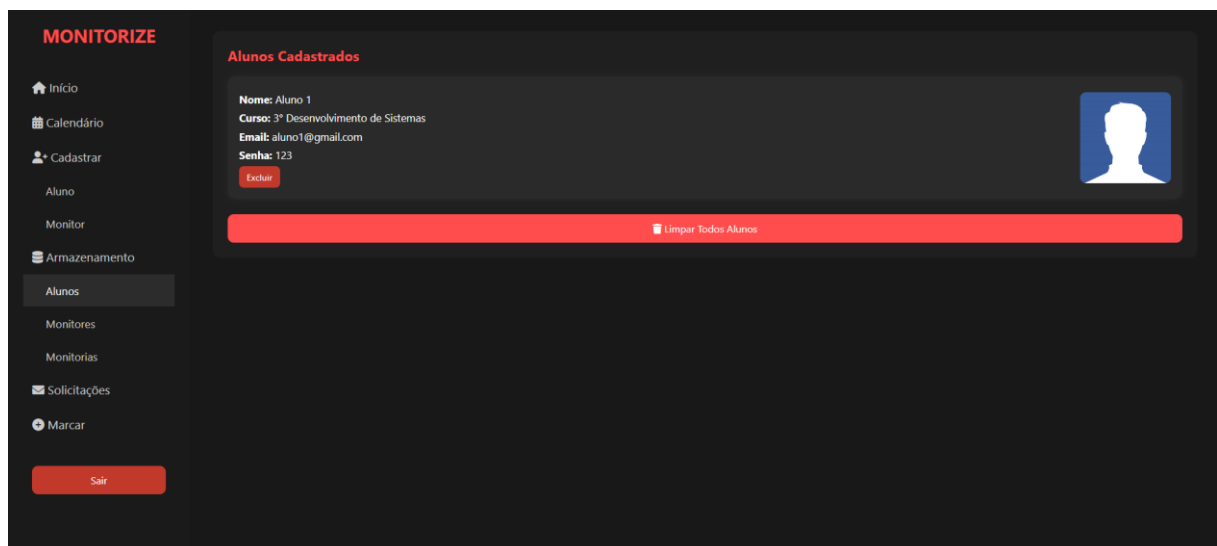 MONITORIZE
Início
Calendário
Cadastrar
Aluno
Monitor
Armazenamento
Alunos
Monitores
Monitorias
Solicitações
Marcar
Sair
Alunos Cadastrados
Nome: Aluno 1
Curso: 3° Desenvolvimento de Sistemas
Email: aluno1@gmail.com
Senha: 123
Excluir
Limpar Todos Alunos